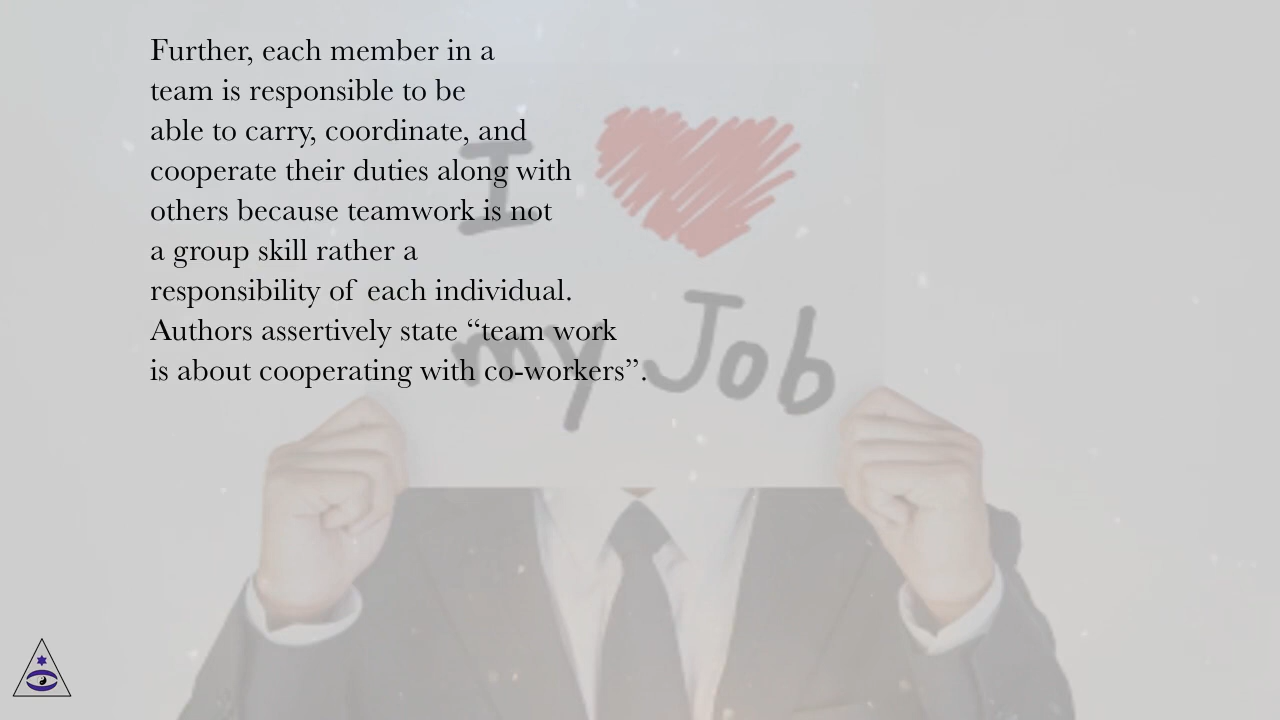 Further, each member in a
team is responsible to be
able to carry, coordinate, and
cooperate their duties along with
others because teamwork is not
a group skill rather a
responsibility of each individual.
Authors assertively state “team work
is about cooperating with co-workers”.
I
my Job